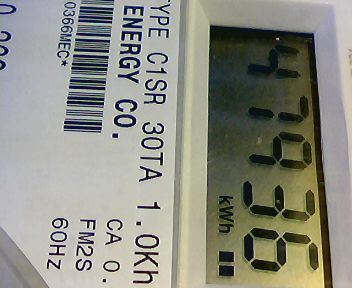 47936
kWh
TYPE C1SR 30TA 1.0Kh
ENERGY CO. CA 0.
FM2S
0366MEC* 60HZ